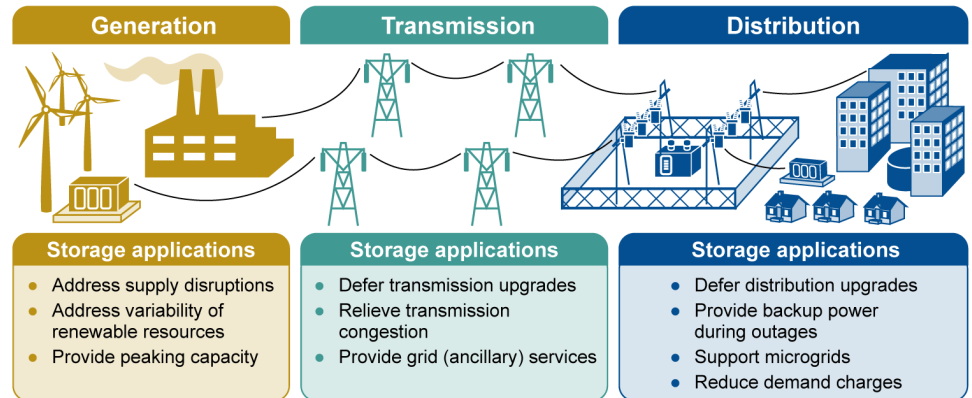 Generation
Transmission
Distribution
Storage applications
● Address supply disruptions
● Address variability of
renewable resources
● Provide peaking capacity
Storage applications
● Defer transmission upgrades
● Relieve transmission
congestion
● Provide grid (ancillary) services
Storage applications
● Defer distribution upgrades
● Provide backup power
during outages
● Support microgrids
● Reduce demand charges